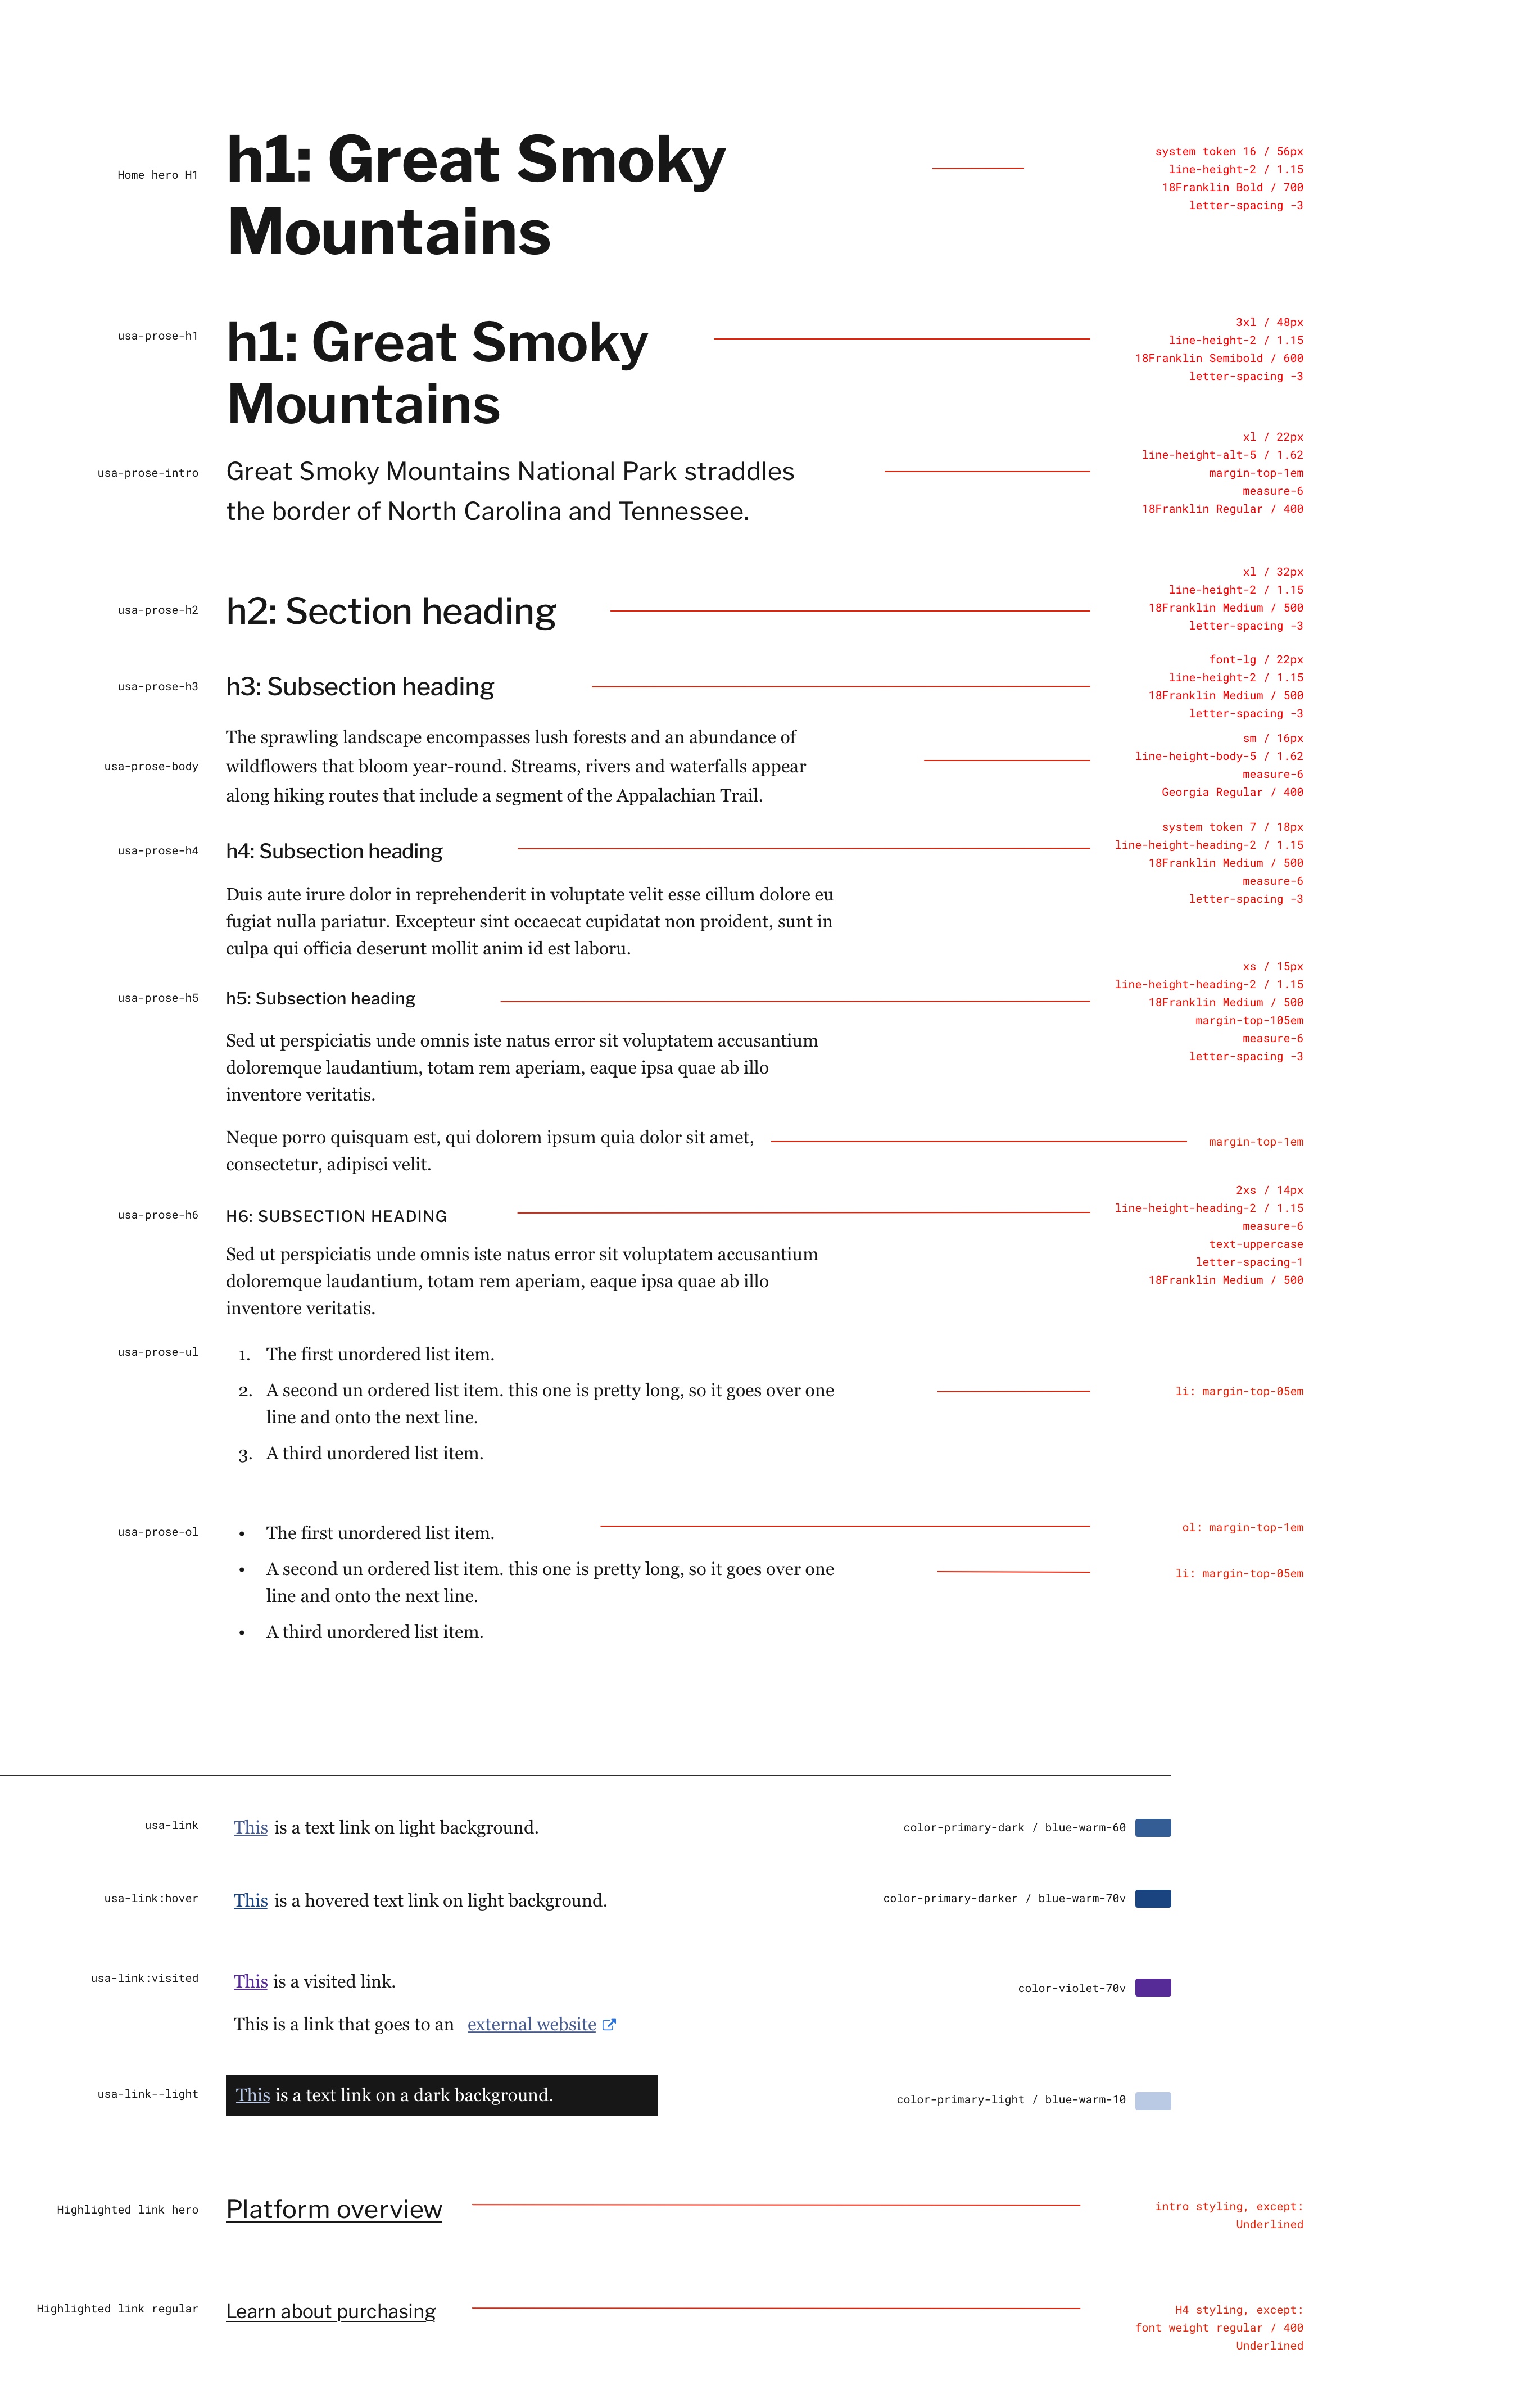 Home hero H1
h1: Great Smoky
Mountains
system token 16 / 56px
line-height-2 / 1.15
18Franklin Bold / 700
letter-spacing -3
usa-prose-h1
h1: Great Smoky
Mountains
3xl / 48px
line-height-2 / 1.15
18Franklin Semibold / 600
letter-spacing -3
usa-prose-intro
Great Smoky Mountains National Park straddles
the border of North Carolina and Tennessee.
xl / 22px
line-height-alt-5 / 1.62
margin-top-1em
measure-6
18Franklin Regular / 400
usa-prose-h2
h2: Section heading
xl / 32px
line-height-2 / 1.15
18Franklin Medium / 500
letter-spacing -3
usa-prose-h3
h3: Subsection heading
font-lg / 22px
line-height-2 / 1.15
18Franklin Medium / 500
letter-spacing -3
usa-prose-body
The sprawling landscape encompasses lush forests and an abundance of
wildflowers that bloom year-round. Streams, rivers and waterfalls appear
along hiking routes that include a segment of the Appalachian Trail.
sm / 16px
line-height-body-5 / 1.62
measure-6
Georgia Regular / 400
usa-prose-h4
h4: Subsection heading
system token 7 / 18px
line-height-heading-2 / 1.15
18Franklin Medium / 500
measure-6
letter-spacing -3
Duis aute irure dolor in reprehenderit in voluptate velit esse cillum dolore eu
fugiat nulla pariatur. Excepteur sint occaecat cupidatat non proident, sunt in
culpa qui officia deserunt mollit anim id est laboru.
usa-prose-h5
h5: Subsection heading
xs / 15px
line-height-heading-2 / 1.15
18Franklin Medium / 500
margin-top-105em
measure-6
letter-spacing -3
Sed ut perspiciatis unde omnis iste natus error sit voluptatem accusantium
doloremque laudantium, totam rem aperiam, eaque ipsa quae ab illo
inventore veritatis.
Neque porro quisquam est, qui dolorem ipsum quia dolor sit amet,
consectetur, adipisci velit.
margin-top-1em
usa-prose-h6
H6: SUBSECTION HEADING
2xs / 14px
line-height-heading-2 / 1.15
measure-6
text-uppercase
letter-spacing-1
18Franklin Medium / 500
Sed ut perspiciatis unde omnis iste natus error sit voluptatem accusantium
doloremque laudantium, totam rem aperiam, eaque ipsa quae ab illo
inventore veritatis.
usa-prose-ul
1. The first unordered list item.
2. A second un ordered list item. this one is pretty long, so it goes over one
line and onto the next line.
li: margin-top-05em
3. A third unordered list item.
usa-prose-ol
• The first unordered list item.
ol: margin-top-1em
• A second un ordered list item. this one is pretty long, so it goes over one
line and onto the next line.
li: margin-top-05em
• A third unordered list item.
usa-link
This is a text link on light background.
color-primary-dark / blue-warm-60
usa-link:hover
This is a hovered text link on light background.
color-primary-darker / blue-warm-70v
usa-link:visited
This is a visited link.
color-violet-70v
This is a link that goes to an external website
usa-link--light
This is a text link on a dark background.
color-primary-light / blue-warm-10
Highlighted link hero
Platform overview
intro styling, except:
Underlined
Highlighted link regular
Learn about purchasing
H4 styling, except:
font weight regular / 400
Underlined